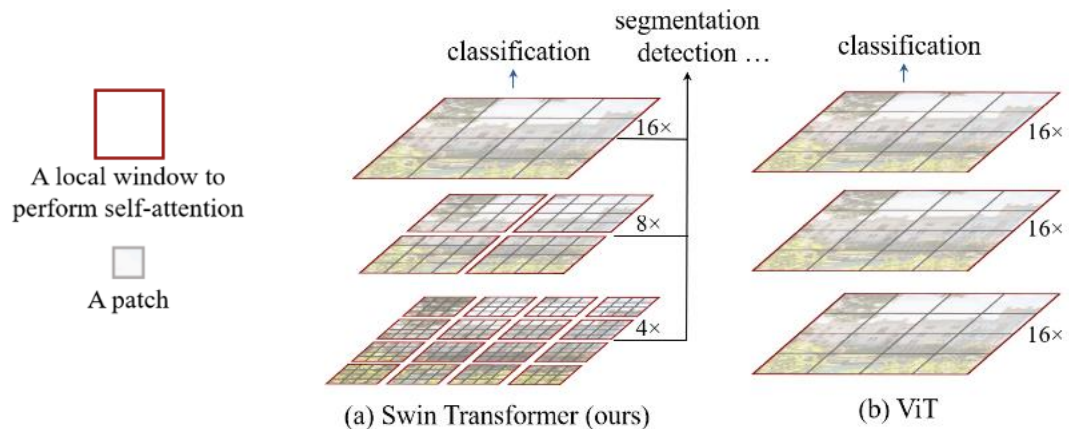 A local window to
perform self-attention
A patch
classification
segmentation
detection …
16×
8×
4×
(a) Swin Transformer (ours)
classification
16×
16×
16×
(b) ViT